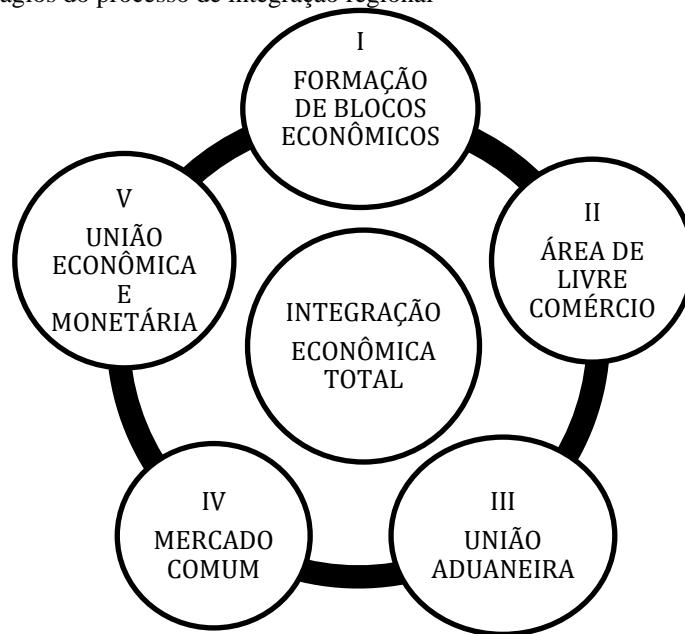 ágios do processo de integração regional
I
FORMAÇÃO
DE BLOCOS
ECONÔMICOS
II
ÁREA DE
LIVRE
COMÉRCIO
III
UNIÃO
ADUANEIRA
IV
MERCADO
COMUM
V
UNIÃO
ECONÔMICA
E
MONETÁRIA
INTEGRAÇÃO
ECONÔMICA
TOTAL